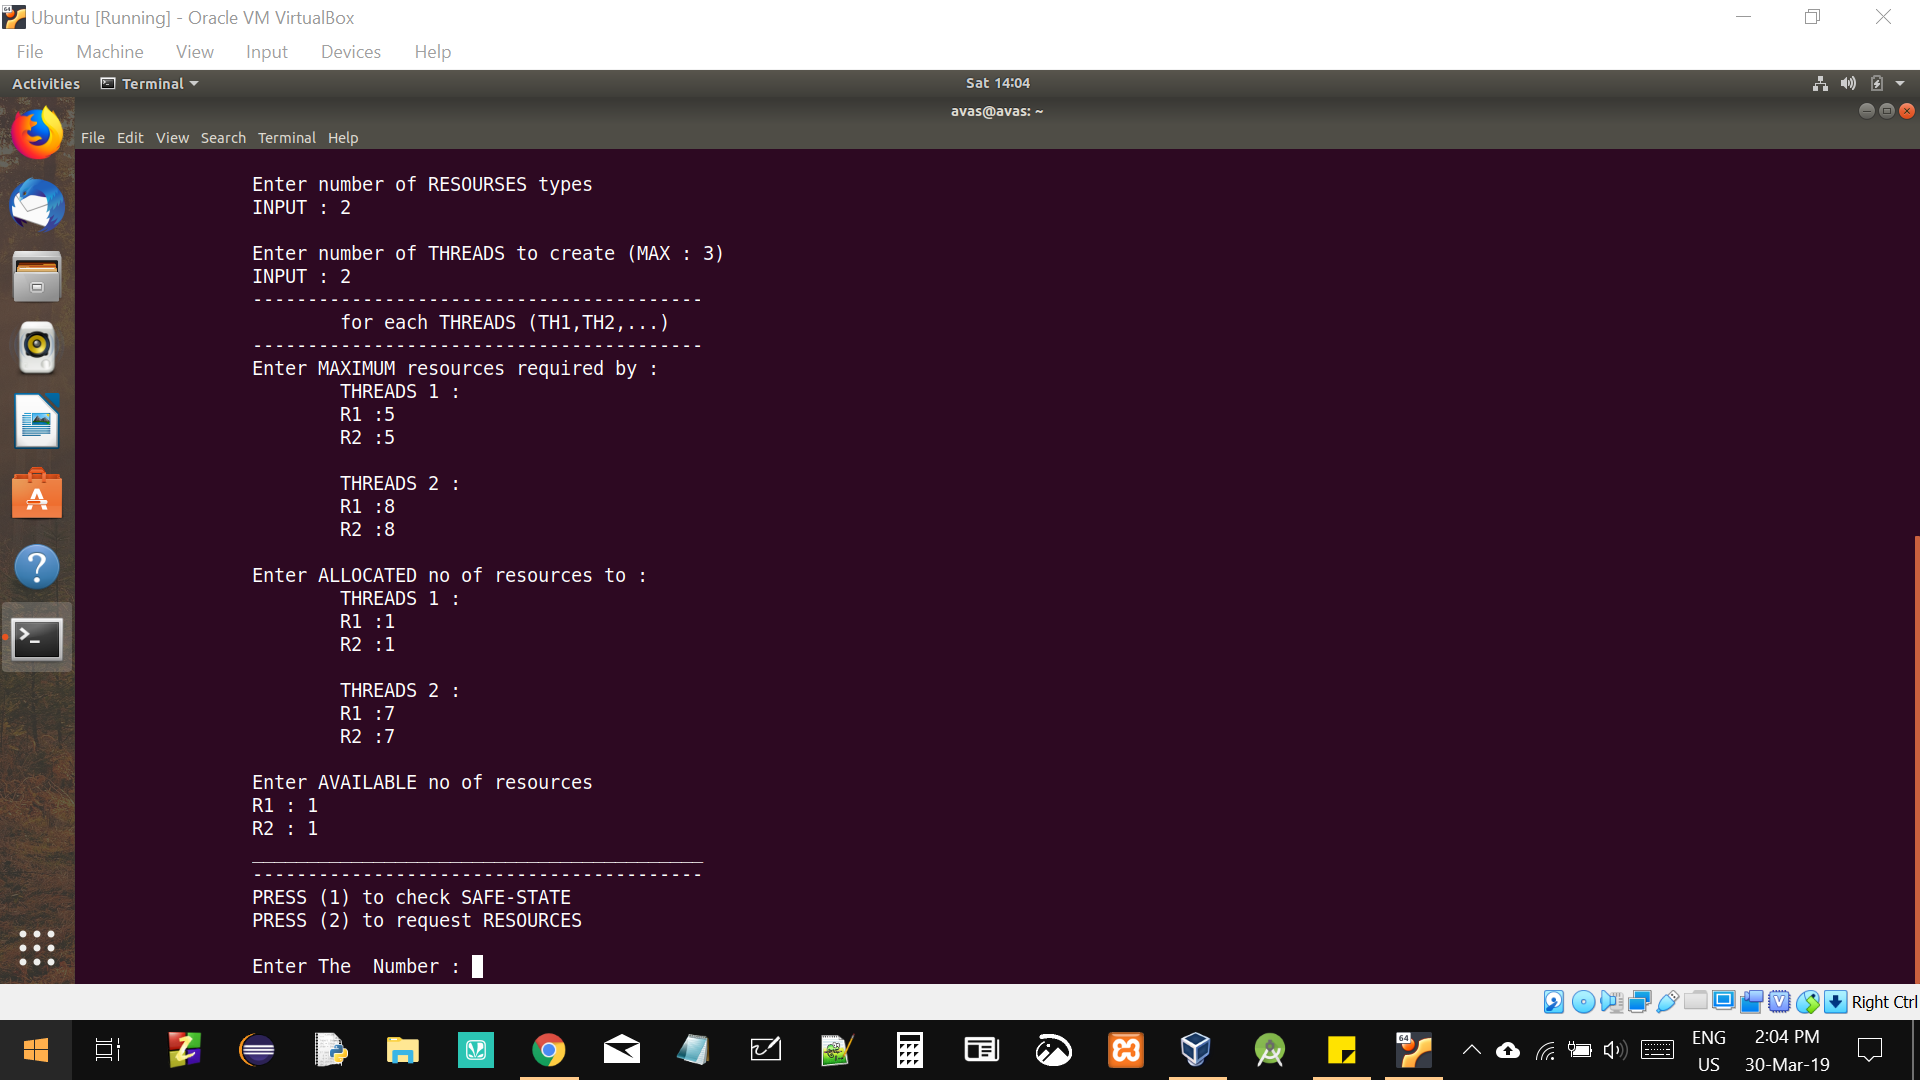 Ubuntu [Running] - Oracle VM VirtualBox
File Machine View Input Devices Help
Activities Terminal Sat 14:04
avas@avas: ~
File Edit View Search Terminal Help
Enter number of RESOURSES types
INPUT : 2
Enter number of THREADS to create (MAX : 3)
INPUT : 2
-----------------------------------------
for each THREADS (TH1,TH2,...)
-----------------------------------------
Enter MAXIMUM resources required by :
THREADS 1 :
R1 :5
R2 :5
THREADS 2 :
R1 :8
R2 :8
Enter ALLOCATED no of resources to :
THREADS 1 :
R1 :1
R2 :1
THREADS 2 :
R1 :7
R2 :7
Enter AVAILABLE no of resources
R1 : 1
R2 : 1
_________________________________________
-----------------------------------------
PRESS (1) to check SAFE-STATE
PRESS (2) to request RESOURCES
Enter The  Number :
Right Ctrl
ENG 2:04 PM
US 30-Mar-19